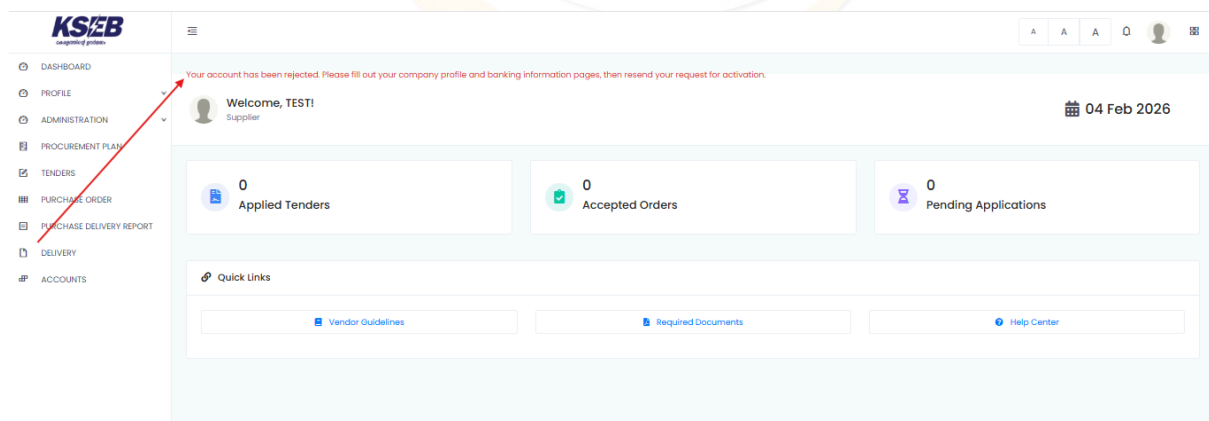 KSEB
A A A
DASHBOARD
PROFILE
ADMINISTRATION
PROCUREMENT PLAN
TENDERS
PURCHASE ORDER
PURCHASE DELIVERY REPORT
DELIVERY
ACCOUNTS
Your account has been rejected. Please fill out your company profile and banking information pages, then resend your request for activation.
Welcome, TEST!
Supplier
04 Feb 2026
0
Applied Tenders
0
Accepted Orders
0
Pending Applications
Quick Links
Vendor Guidelines
Required Documents
Help Center